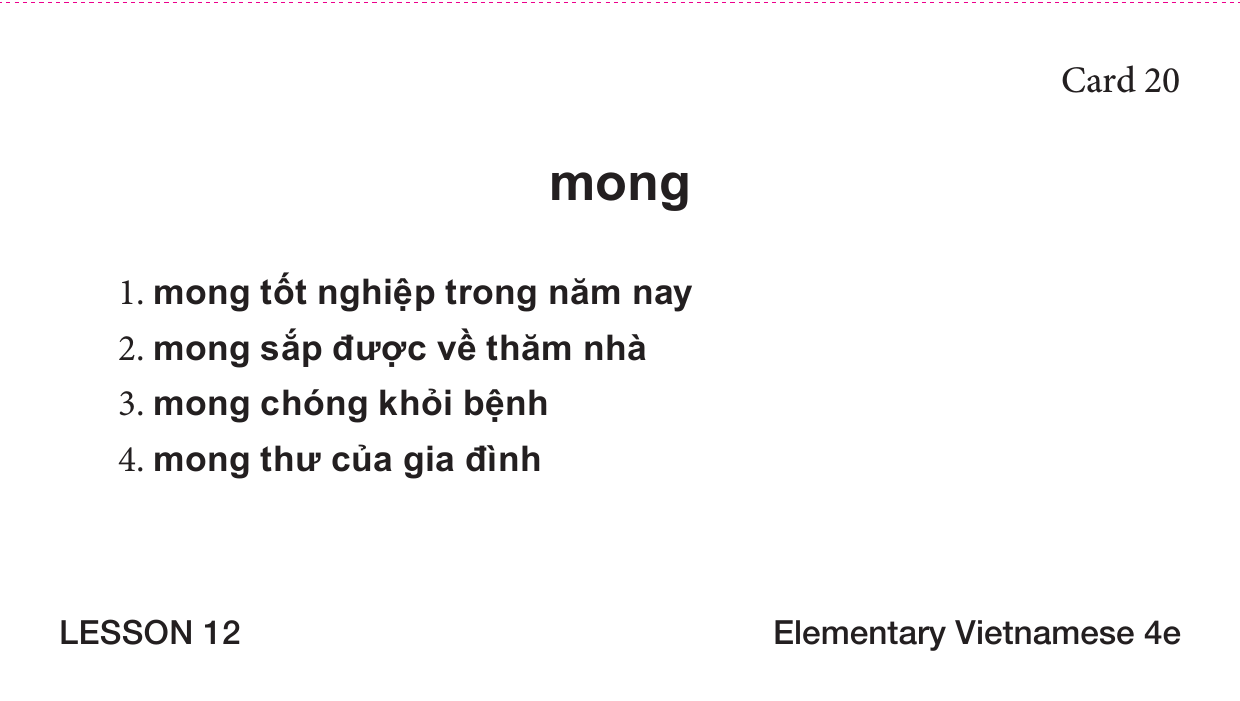 Card 20
mong
1. mong tốt nghiệp trong năm nay
2. mong sắp được về thăm nhà
3. mong chóng khỏi bệnh
4. mong thư của gia đình
LESSON 12
Elementary Vietnamese 4e